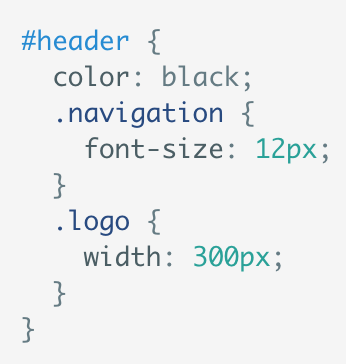 #header {
  color: black;
  .navigation {
    font-size: 12px;
  }
  .logo {
    width: 300px;
  }
}